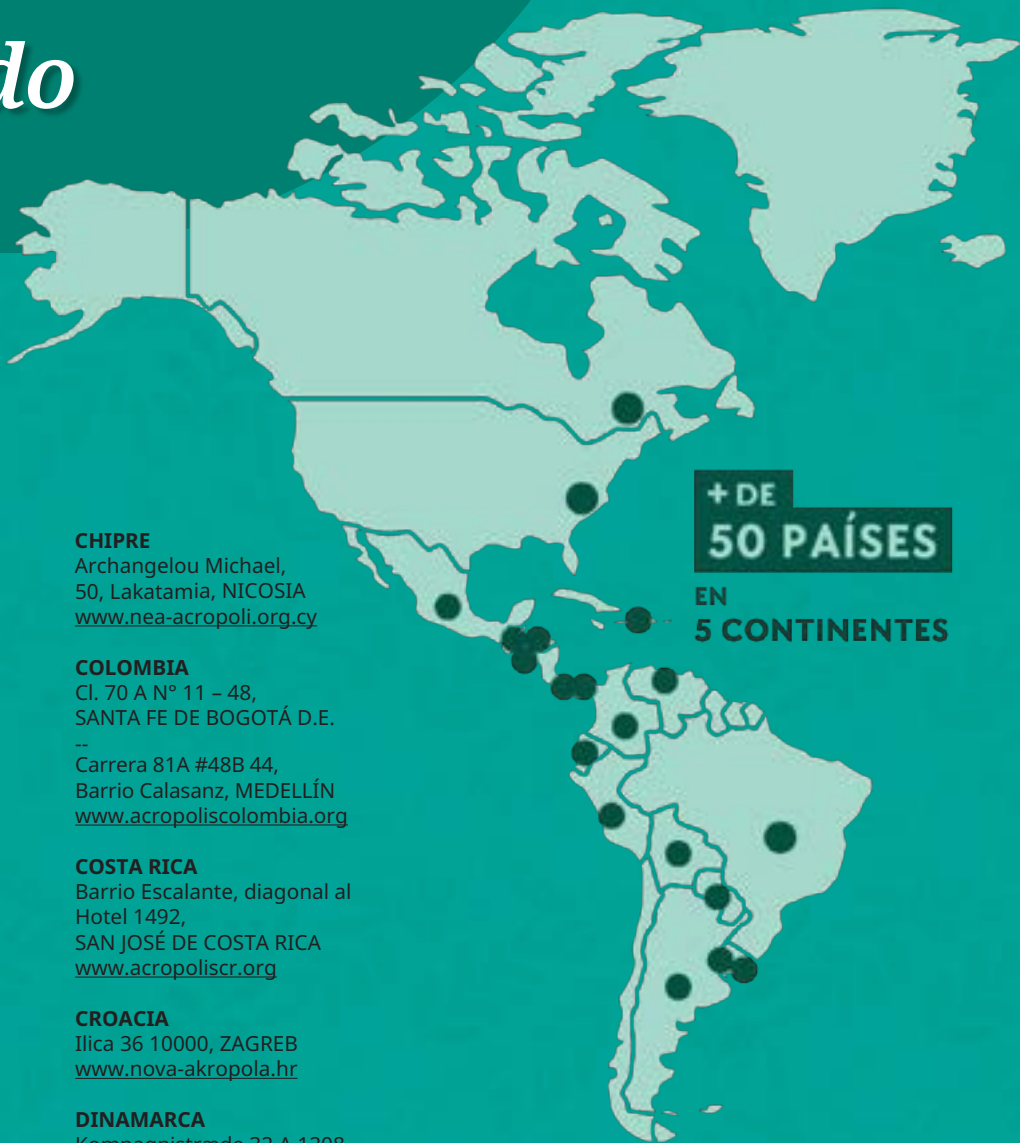 do
+ DE
50 PAÍSES
EN
5 CONTINENTES
CHIPRE
Archangelou Michael,
50, Lakatamia, NICOSIA
www.nea-acropoli.org.cy
COLOMBIA
Cl. 70 A N° 11 – 48,
SANTA FE DE BOGOTÁ D.E.
--
Carrera 81A #48B 44,
Barrio Calasanz, MEDELLÍN
www.acropoliscolombia.org
COSTA RICA
Barrio Escalante, diagonal al
Hotel 1492,
SAN JOSÉ DE COSTA RICA
www.acropoliscr.org
CROACIA
Ilica 36 10000, ZAGREB
www.nova-akropola.hr
DINAMARCA